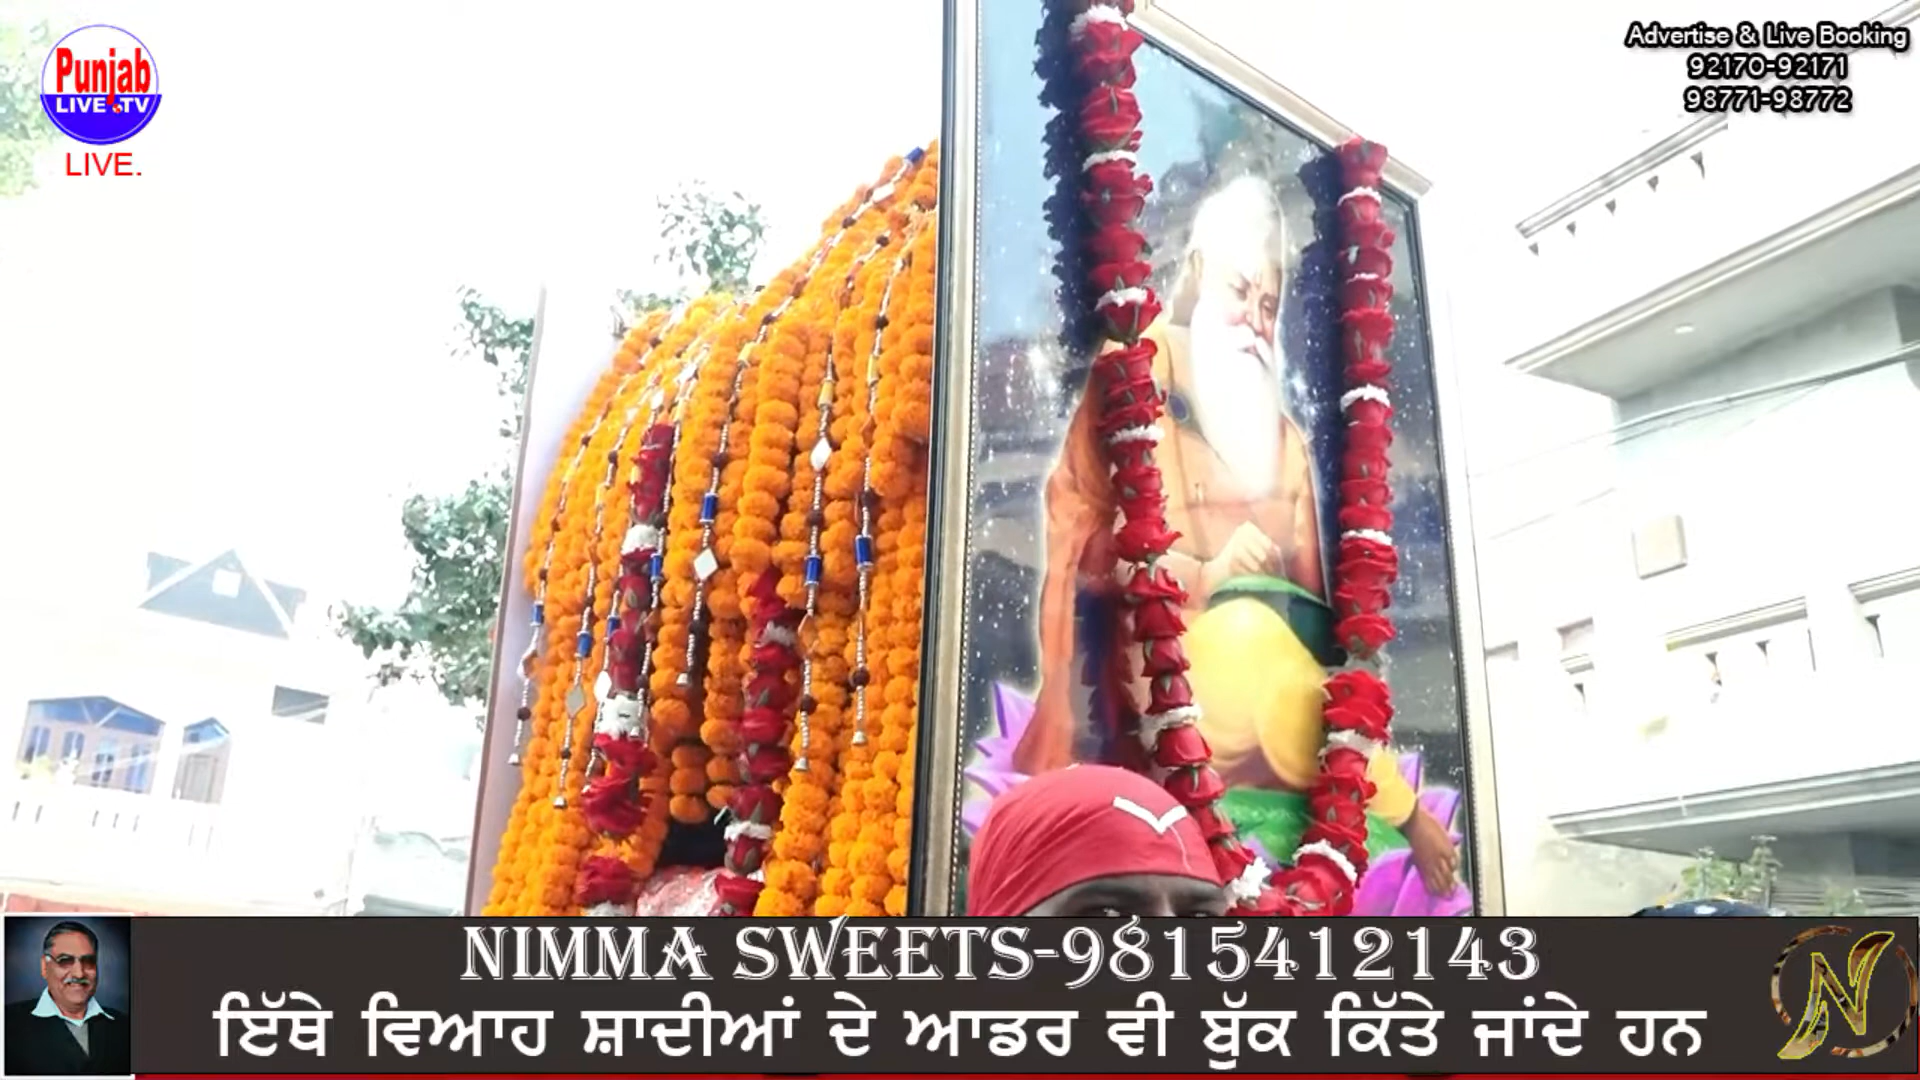 Punjab
LIVE TV
LIVE.
Advertise & Live Booking
92170-92171
98771-98772
NIMMA SWEETS-9815412143
ਇੱਥੇ ਵਿਆਹ ਸ਼ਾਦੀਆਂ ਦੇ ਆਡਰ ਵੀ ਬੁੱਕ ਕਿੱਤੇ ਜਾਂਦੇ ਹਨ
N